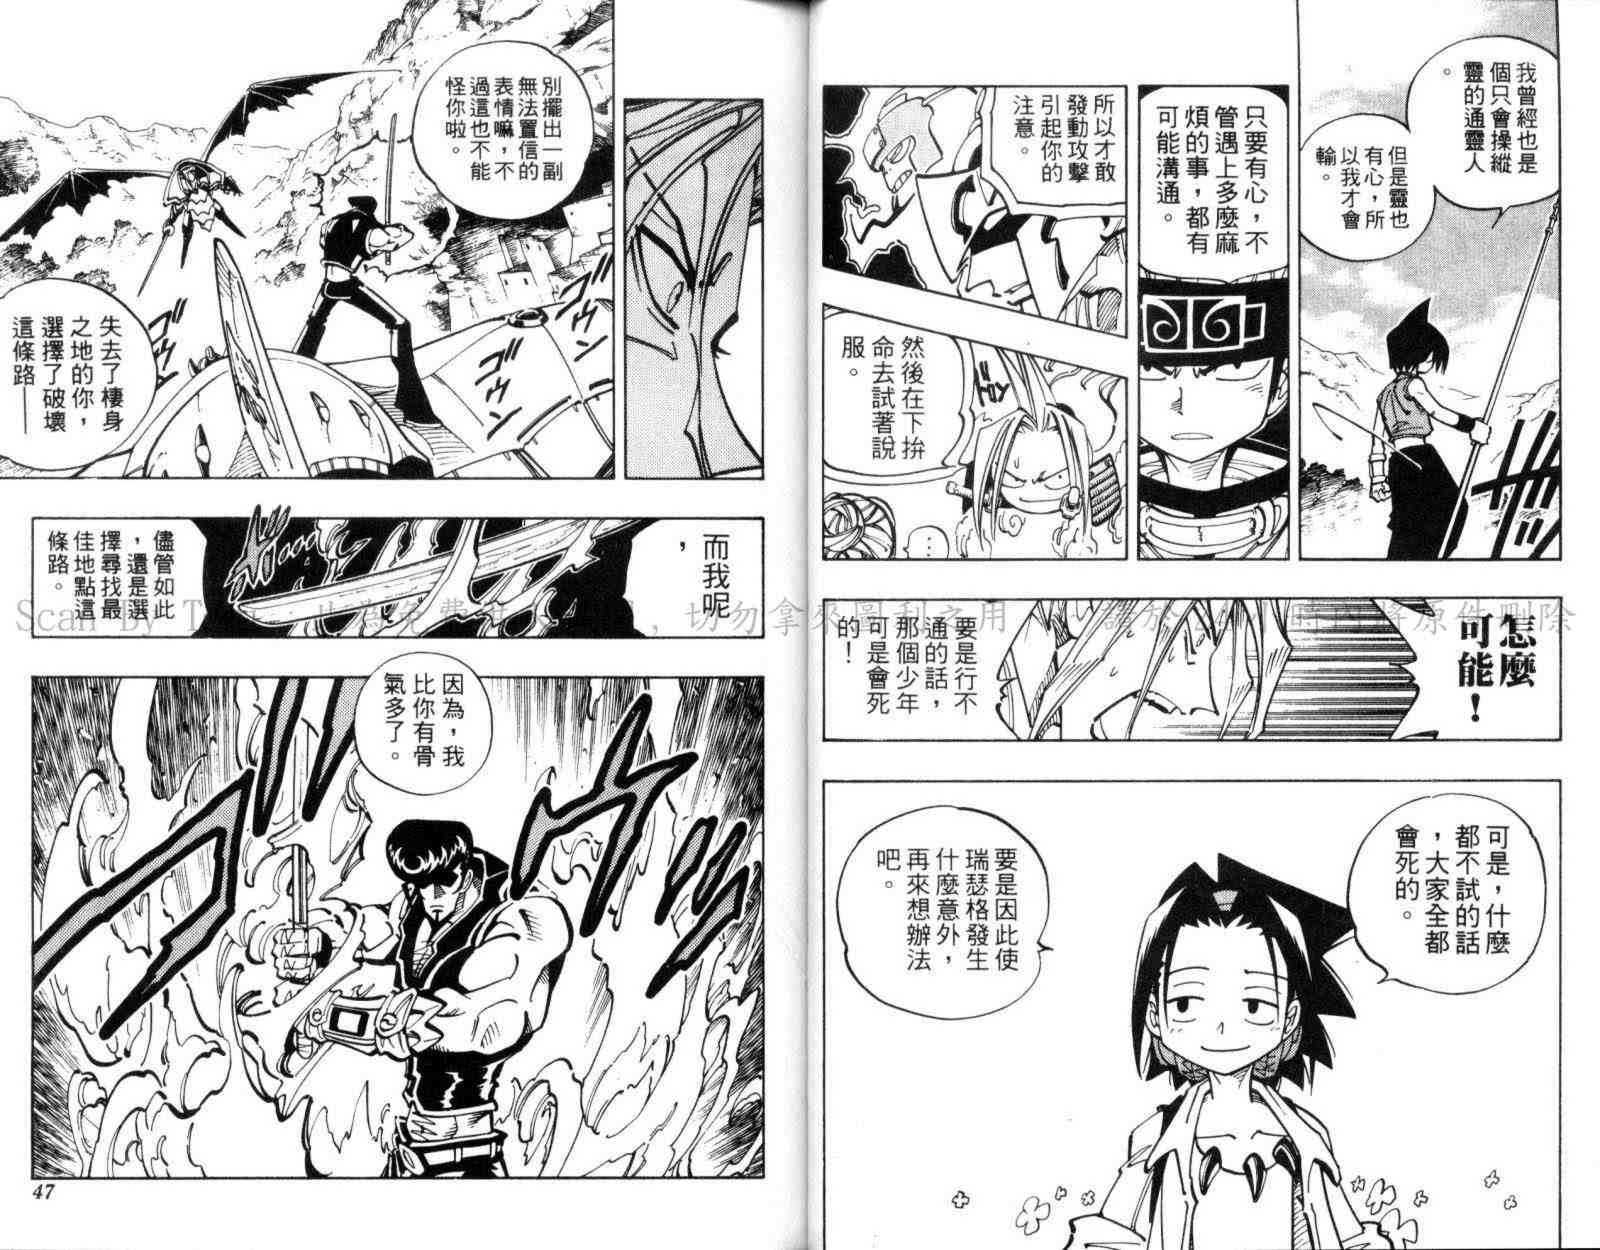 我曾經也是
個只會操縱
靈的通靈人
。
但是靈也
有心，所
以我才會
輸。
只要有心，不
管遇上多麼麻
煩的事，都有
可能溝通。
所以才敢
發動攻擊
引起你的
注意。
然後在下拚
命去試著說
服。
…
怎麼
可能！
要是行不
通的話，
那個少年
可是會死
的！
可是，什麼
都不試的話
，大家全都
會死的。
要是因此使
瑞瑟格發生
什麼意外，
再來想辦法
吧。
別擺出一副
無法置信的
表情嘛，不
過這也不能
怪你啦。
ゴゴゴ
ゴゴゴ
失去了棲身
之地的你，
選擇了破壞
這條路——
而我呢
，
儘管如此
，還是選
擇尋找最
佳地點這
條路。
因為，我
比你有骨
氣多了。
47